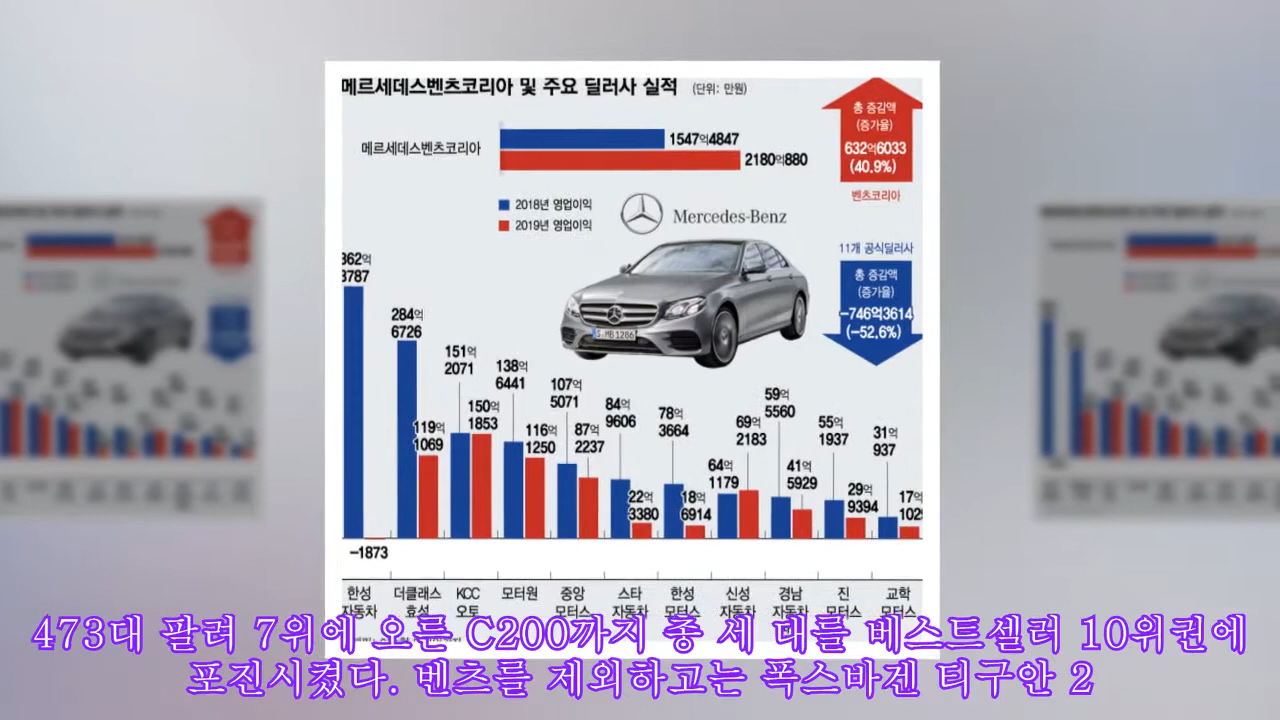 메르세데스벤츠코리아 및 주요 딜러사 실적 (단위: 만원)
메르세데스벤츠코리아
1547억4847
2180억880
총 증감액
(증가율)
632억6033
(40.9%)
벤츠코리아
2018년 영업이익
2019년 영업이익
Mercedes-Benz
11개 공식딜러사
총 증감액
(증가율)
-746억3614
(-52.6%)
362억
3787
-1873
284억
6726
119억
1069
151억
2071
150억
1853
138억
6441
116억
1250
107억
5071
87억
2237
84억
9606
22억
3380
78억
3664
18억
6914
64억
1179
69억
2183
59억
5560
41억
5929
55억
1937
29억
9394
31억
937
17억
S MB 1286
한성
자동차
더클래스
효성
KCC
오토
모터원
중앙
모터스
스타
자동차
한성
모터스
신성
자동차
경남
자동차
진
모터스
교학
모터스
473대 팔려 7위에 오른 C200까지 총 세 대를 베스트셀러 10위권에
포진시켰다. 벤츠를 제외하고는 폭스바겐 티구안 2